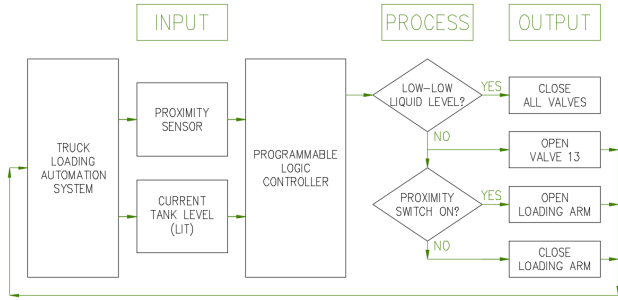 INPUT
PROCESS
OUTPUT
TRUCK
LOADING
AUTOMATION
SYSTEM
PROXIMITY
SENSOR
CURRENT
TANK LEVEL
(LIT)
PROGRAMMABLE
LOGIC
CONTROLLER
LOW-LOW
LIQUID LEVEL?
YES
CLOSE
ALL VALVES
NO
OPEN
VALVE 13
PROXIMITY
SWITCH ON?
YES
OPEN
LOADING ARM
NO
CLOSE
LOADING ARM